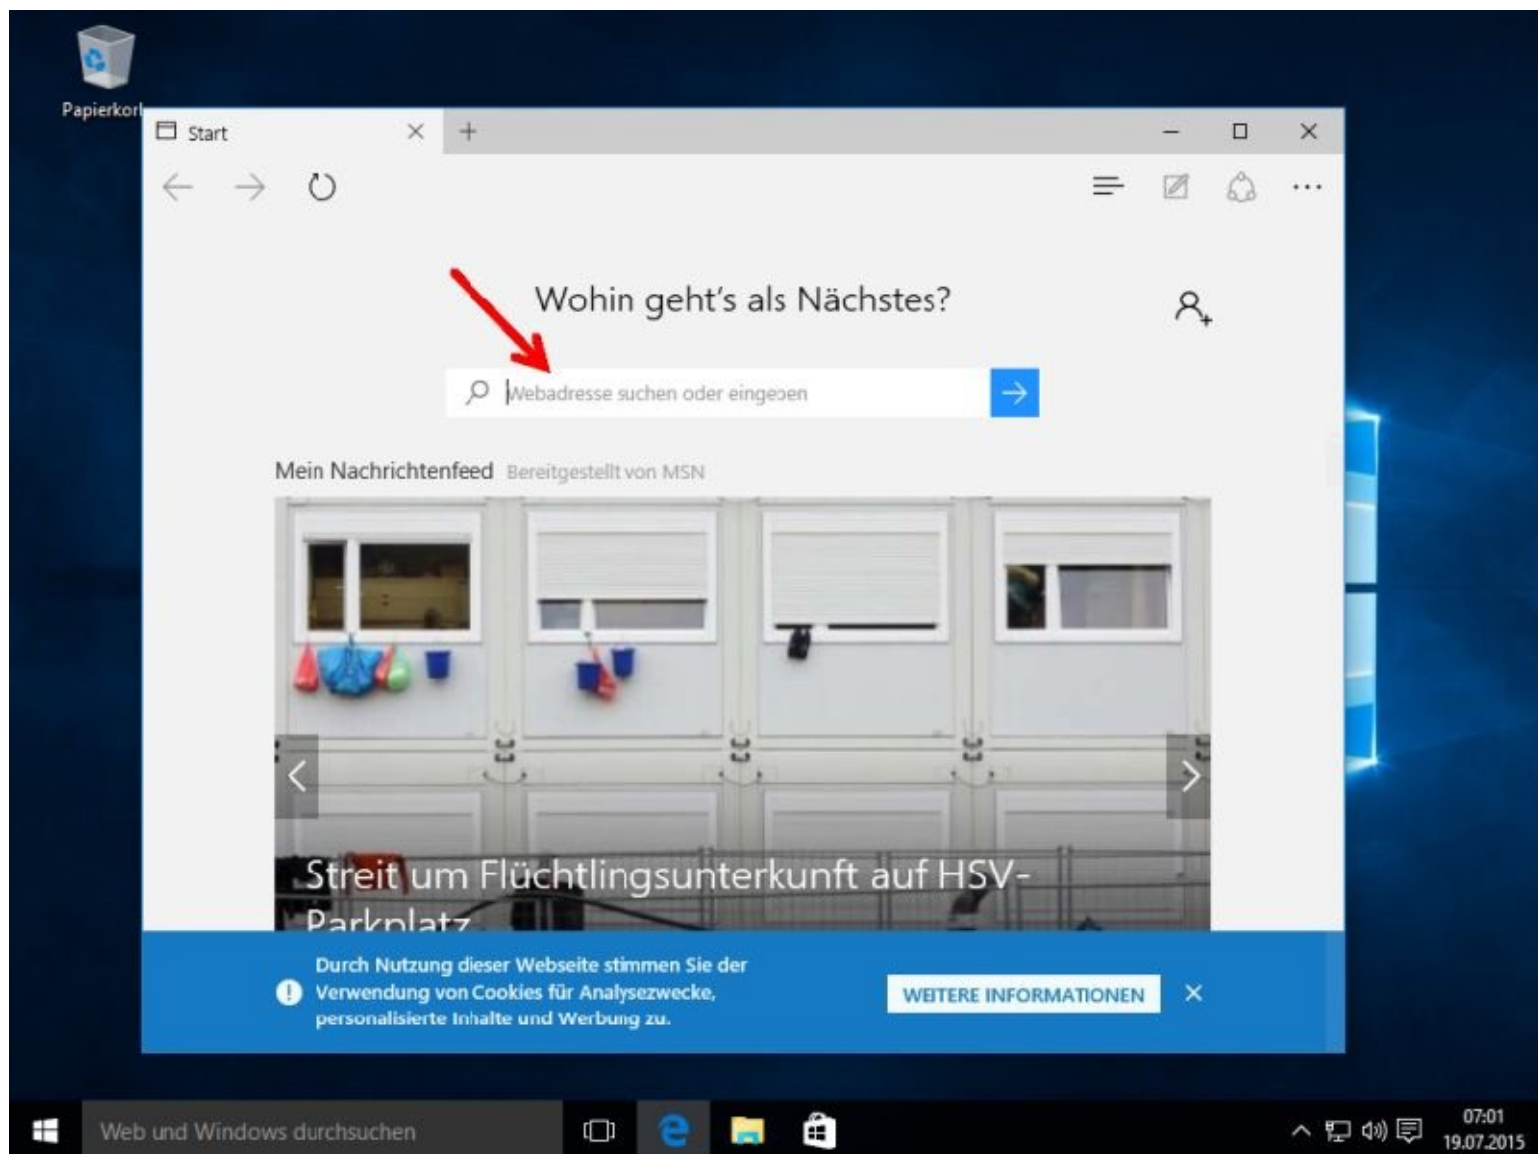 Papierkorb
Start
Wohin geht's als Nächstes?
Webadresse suchen oder eingeben
Mein Nachrichtenfeed Bereitgestellt von MSN
Streit um Flüchtlingsunterkunft auf HSV-
Parkplatz
Durch Nutzung dieser Webseite stimmen Sie der
Verwendung von Cookies für Analysezwecke,
personalisierte Inhalte und Werbung zu.
WEITERE INFORMATIONEN
Web und Windows durchsuchen
07:01
19.07.2015